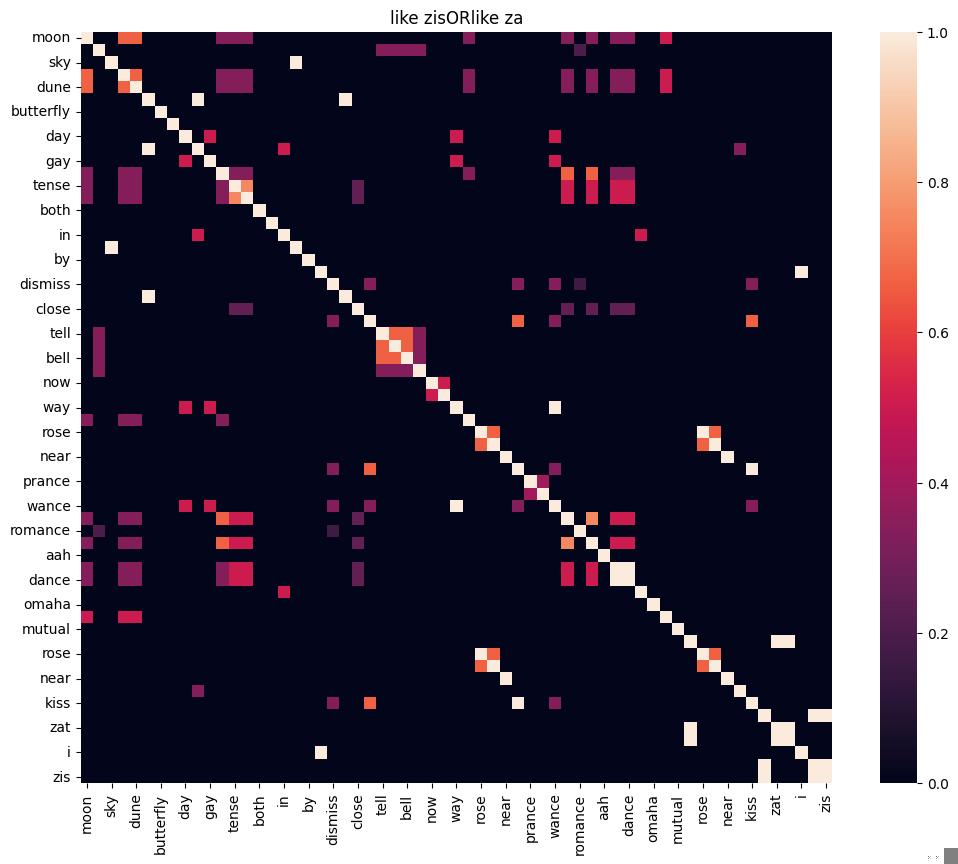 like zisORlike za
moon
sky
dune
butterfly
day
gay
tense
both
in
by
dismiss
close
tell
bell
now
way
rose
near
prance
wance
romance
aah
dance
omaha
mutual
rose
near
kiss
zat
i
zis
moon
sky
dune
butterfly
day
gay
tense
both
in
by
dismiss
close
tell
bell
now
way
rose
near
prance
wance
romance
aah
dance
omaha
mutual
rose
near
kiss
zat
i
zis
1.0
0.8
0.6
0.4
0.2
0.0